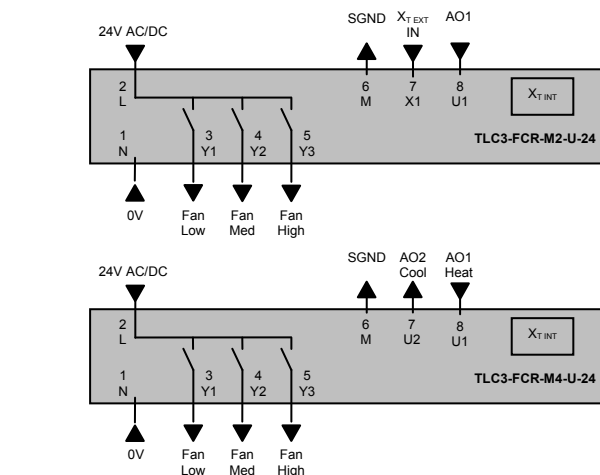 SGND X T EXT AO1
24V AC/DC IN
2 6 7 8 X T INT
L M X1 U1
1 3 4 5 TLC3-FCR-M2-U-24
N Y1 Y2 Y3
0V Fan Fan Fan
Low Med High
SGND AO2 AO1
24V AC/DC Cool Heat
2 6 7 8 X T INT
L M U2 U1
1 3 4 5 TLC3-FCR-M4-U-24
N Y1 Y2 Y3
0V Fan Fan Fan
Low Med High